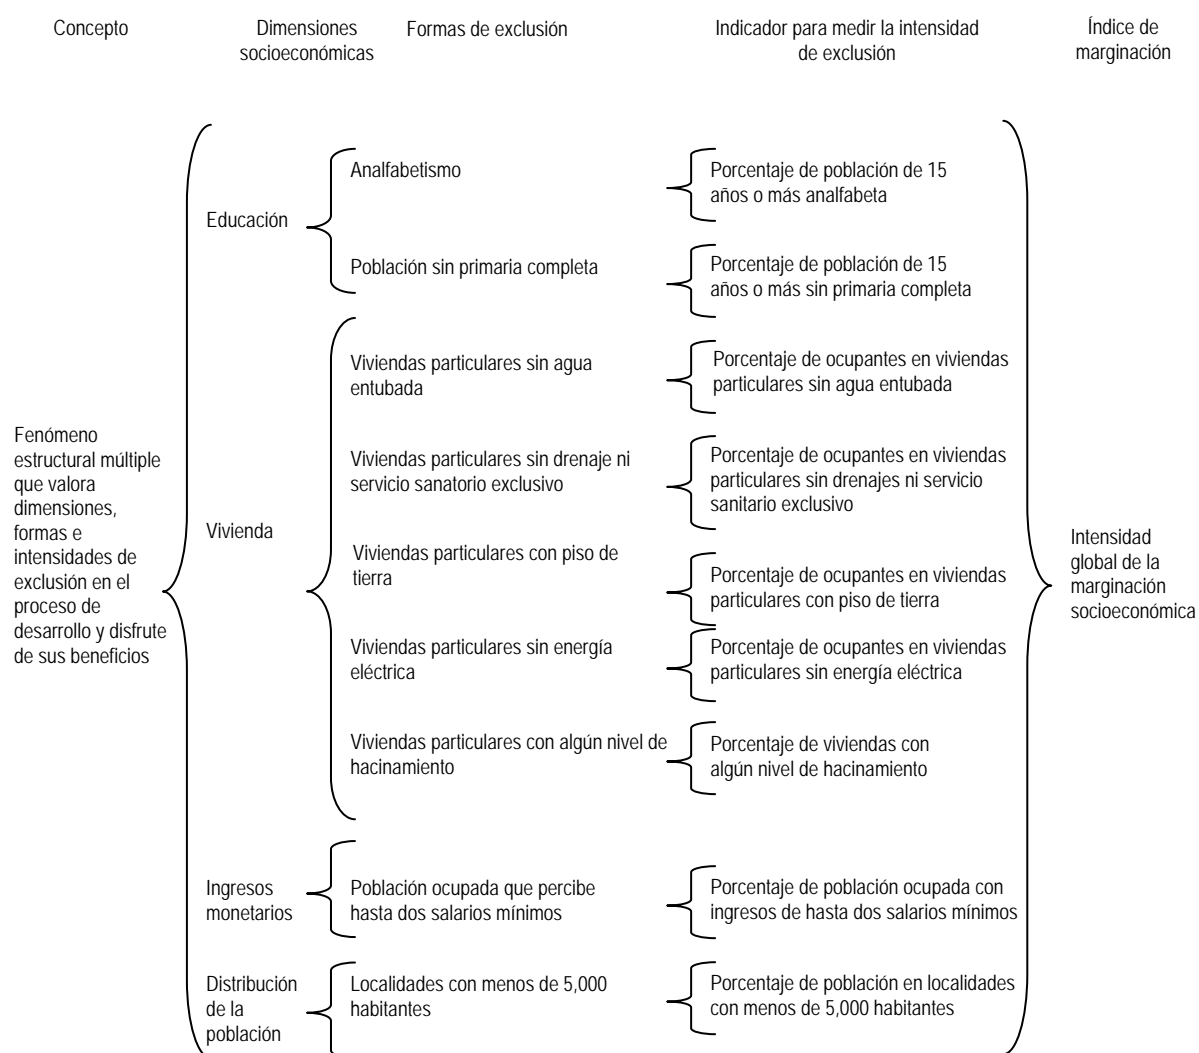 Concepto
Dimensiones
socioeconómicas
Formas de exclusión
Indicador para medir la intensidad
de exclusión
Índice de
marginación
Fenómeno
estructural múltiple
que valora
dimensiones,
formas e
intensidades de
exclusión en el
proceso de
desarrollo y disfrute
de sus beneficios
Educación
Analfabetismo
Porcentaje de población de 15
años o más analfabeta
Población sin primaria completa
Porcentaje de población de 15
años o más sin primaria completa
Vivienda
Viviendas particulares sin agua
entubada
Porcentaje de ocupantes en viviendas
particulares sin agua entubada
Viviendas particulares sin drenaje ni
servicio sanatorio exclusivo
Porcentaje de ocupantes en viviendas
particulares sin drenajes ni servicio
sanitario exclusivo
Viviendas particulares con piso de
tierra
Porcentaje de ocupantes en viviendas
particulares con piso de tierra
Viviendas particulares sin energía
eléctrica
Porcentaje de ocupantes en viviendas
particulares sin energía eléctrica
Viviendas particulares con algún nivel de
hacinamiento
Porcentaje de viviendas con
algún nivel de hacinamiento
Ingresos
monetarios
Población ocupada que percibe
hasta dos salarios mínimos
Porcentaje de población ocupada con
ingresos de hasta dos salarios mínimos
Distribución
de la
población
Localidades con menos de 5,000
habitantes
Porcentaje de población en localidades
con menos de 5,000 habitantes
Intensidad
global de la
marginación
socioeconómica